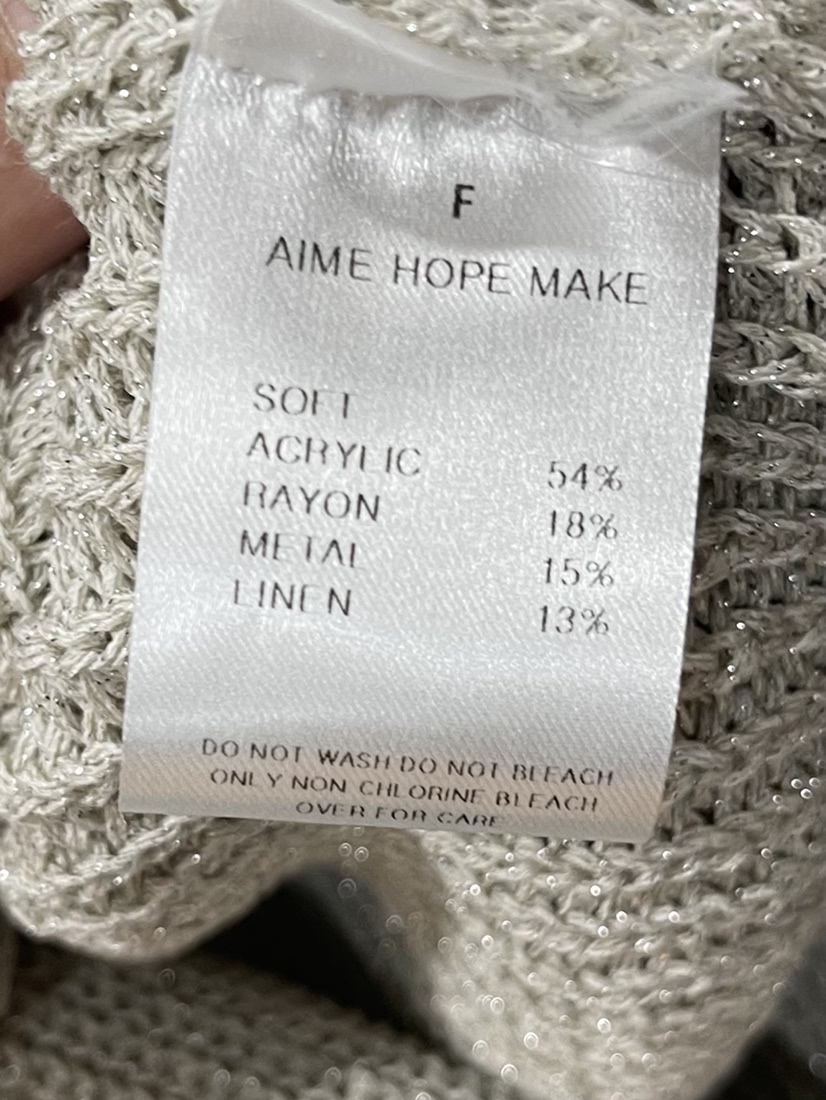 F
AIME HOPE MAKE
SOFT
ACRYLIC 54%
RAYON 18%
METAL 15%
LINEN 13%
DO NOT WASH DO NOT BLEACH
ONLY NON CHLORINE BLEACH
OVER FOR CARE